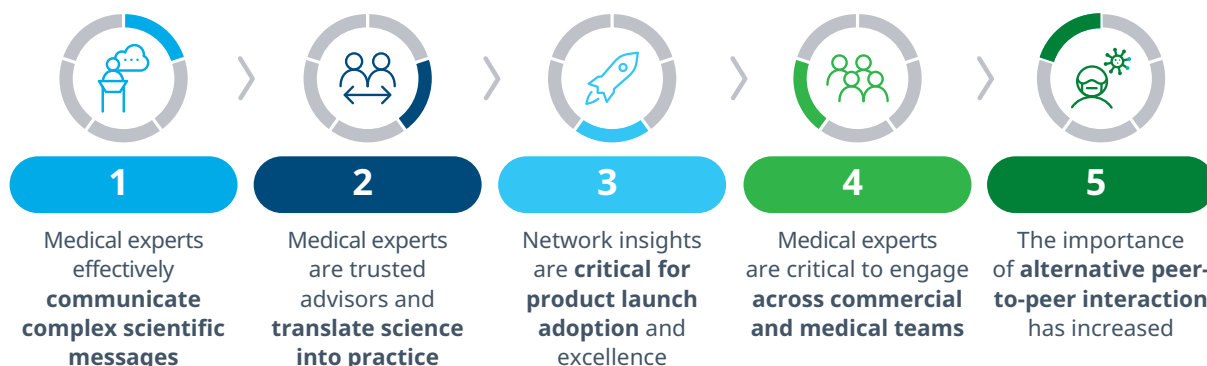 1
Medical experts
effectively
communicate
complex scientific
messages
2
Medical experts
are trusted
advisors and
translate science
into practice
3
Network insights
are critical for
product launch
adoption and
excellence
4
Medical experts
are critical to engage
across commercial
and medical teams
5
The importance
of alternative peer-
to-peer interaction
has increased